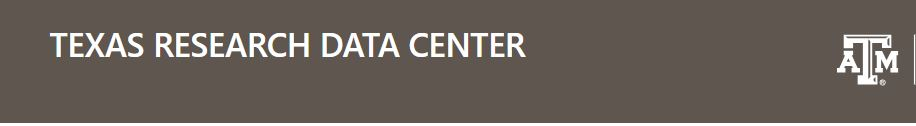 TEXAS RESEARCH DATA CENTER
ATM®